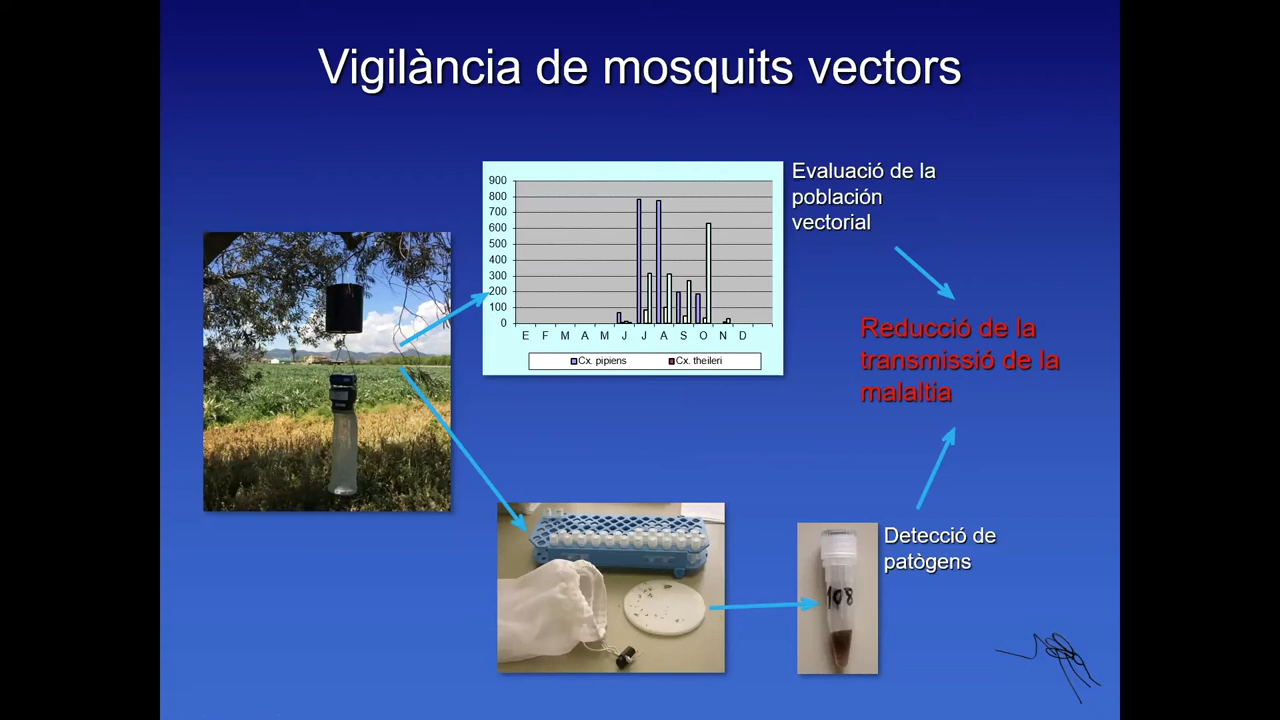 Vigilància de mosquits vectors
Evaluació de la
población
vectorial
900
800
700
600
500
400
300
200
100
0
E F M A M J J A S O N D
Cx. pipiens Cx. theileri
Reducció de la
transmissió de la
malaltia
Detecció de
patògens
108